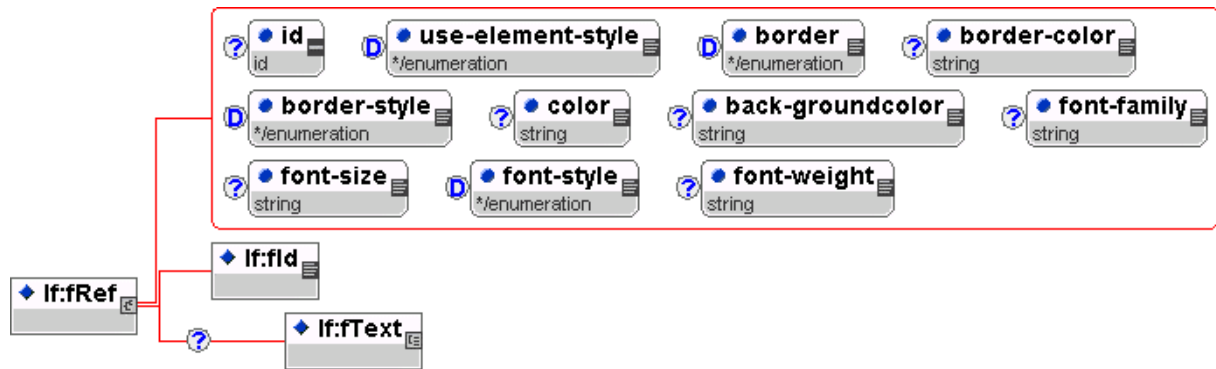 ? id D use-element-style D border ? border-color
id */enumeration */enumeration string
D border-style ? color ? back-groundcolor ? font-family
*/enumeration string string string
? font-size D font-style ? font-weight
string */enumeration string
lf:fId
lf:fRef
? lf:fText